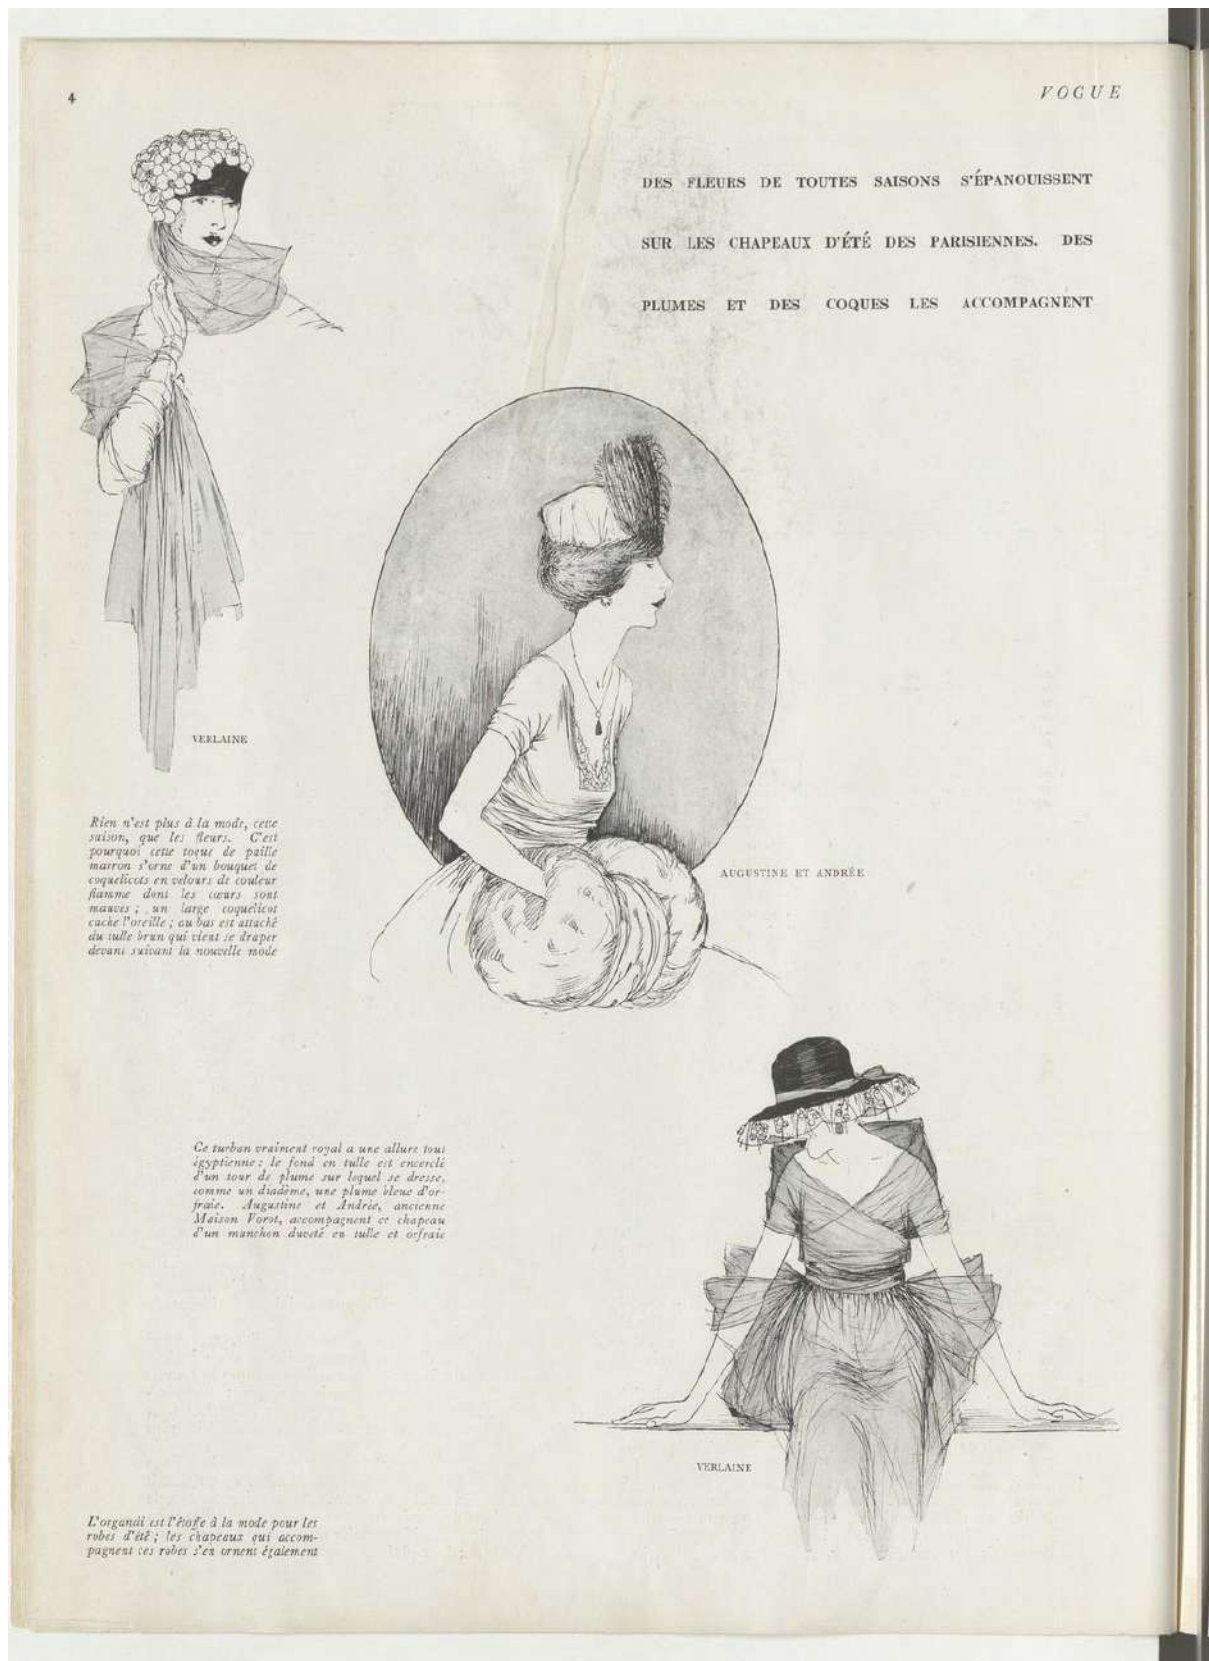 4
VOGUE
DES FLEURS DE TOUTES SAISONS S'ÉPANOUISSENT
SUR LES CHAPEAUX D'ÉTÉ DES PARISIENNES. DES
PLUMES ET DES COQUES LES ACCOMPAGNENT
VERLAINE
Rien n'est plus à la mode, cette
saison, que les fleurs. C'est
pourquoi cette toque de paille
marron s'orne d'un bouquet de
coquelicots en velours de couleur
flamme dont les cœurs sont
mauves ; un large coquelicot
cache l'oreille ; au bas est attaché
du tulle brun qui vient se draper
devant suivant la nouvelle mode
AUGUSTINE ET ANDRÉE
Ce turban vraiment royal a une allure tout
égyptienne : le fond en tulle est encerclé
d'un tour de plume sur lequel se dresse,
comme un diadème, une plume bleue d'or-
fraie. Augustine et Andrée, ancienne
Maison Vorot, accompagnent ce chapeau
d'un manchon duveté en tulle et orfraie
VERLAINE
L'organdi est l'étoffe à la mode pour les
robes d'été ; les chapeaux qui accom-
pagnent ces robes s'en ornent également